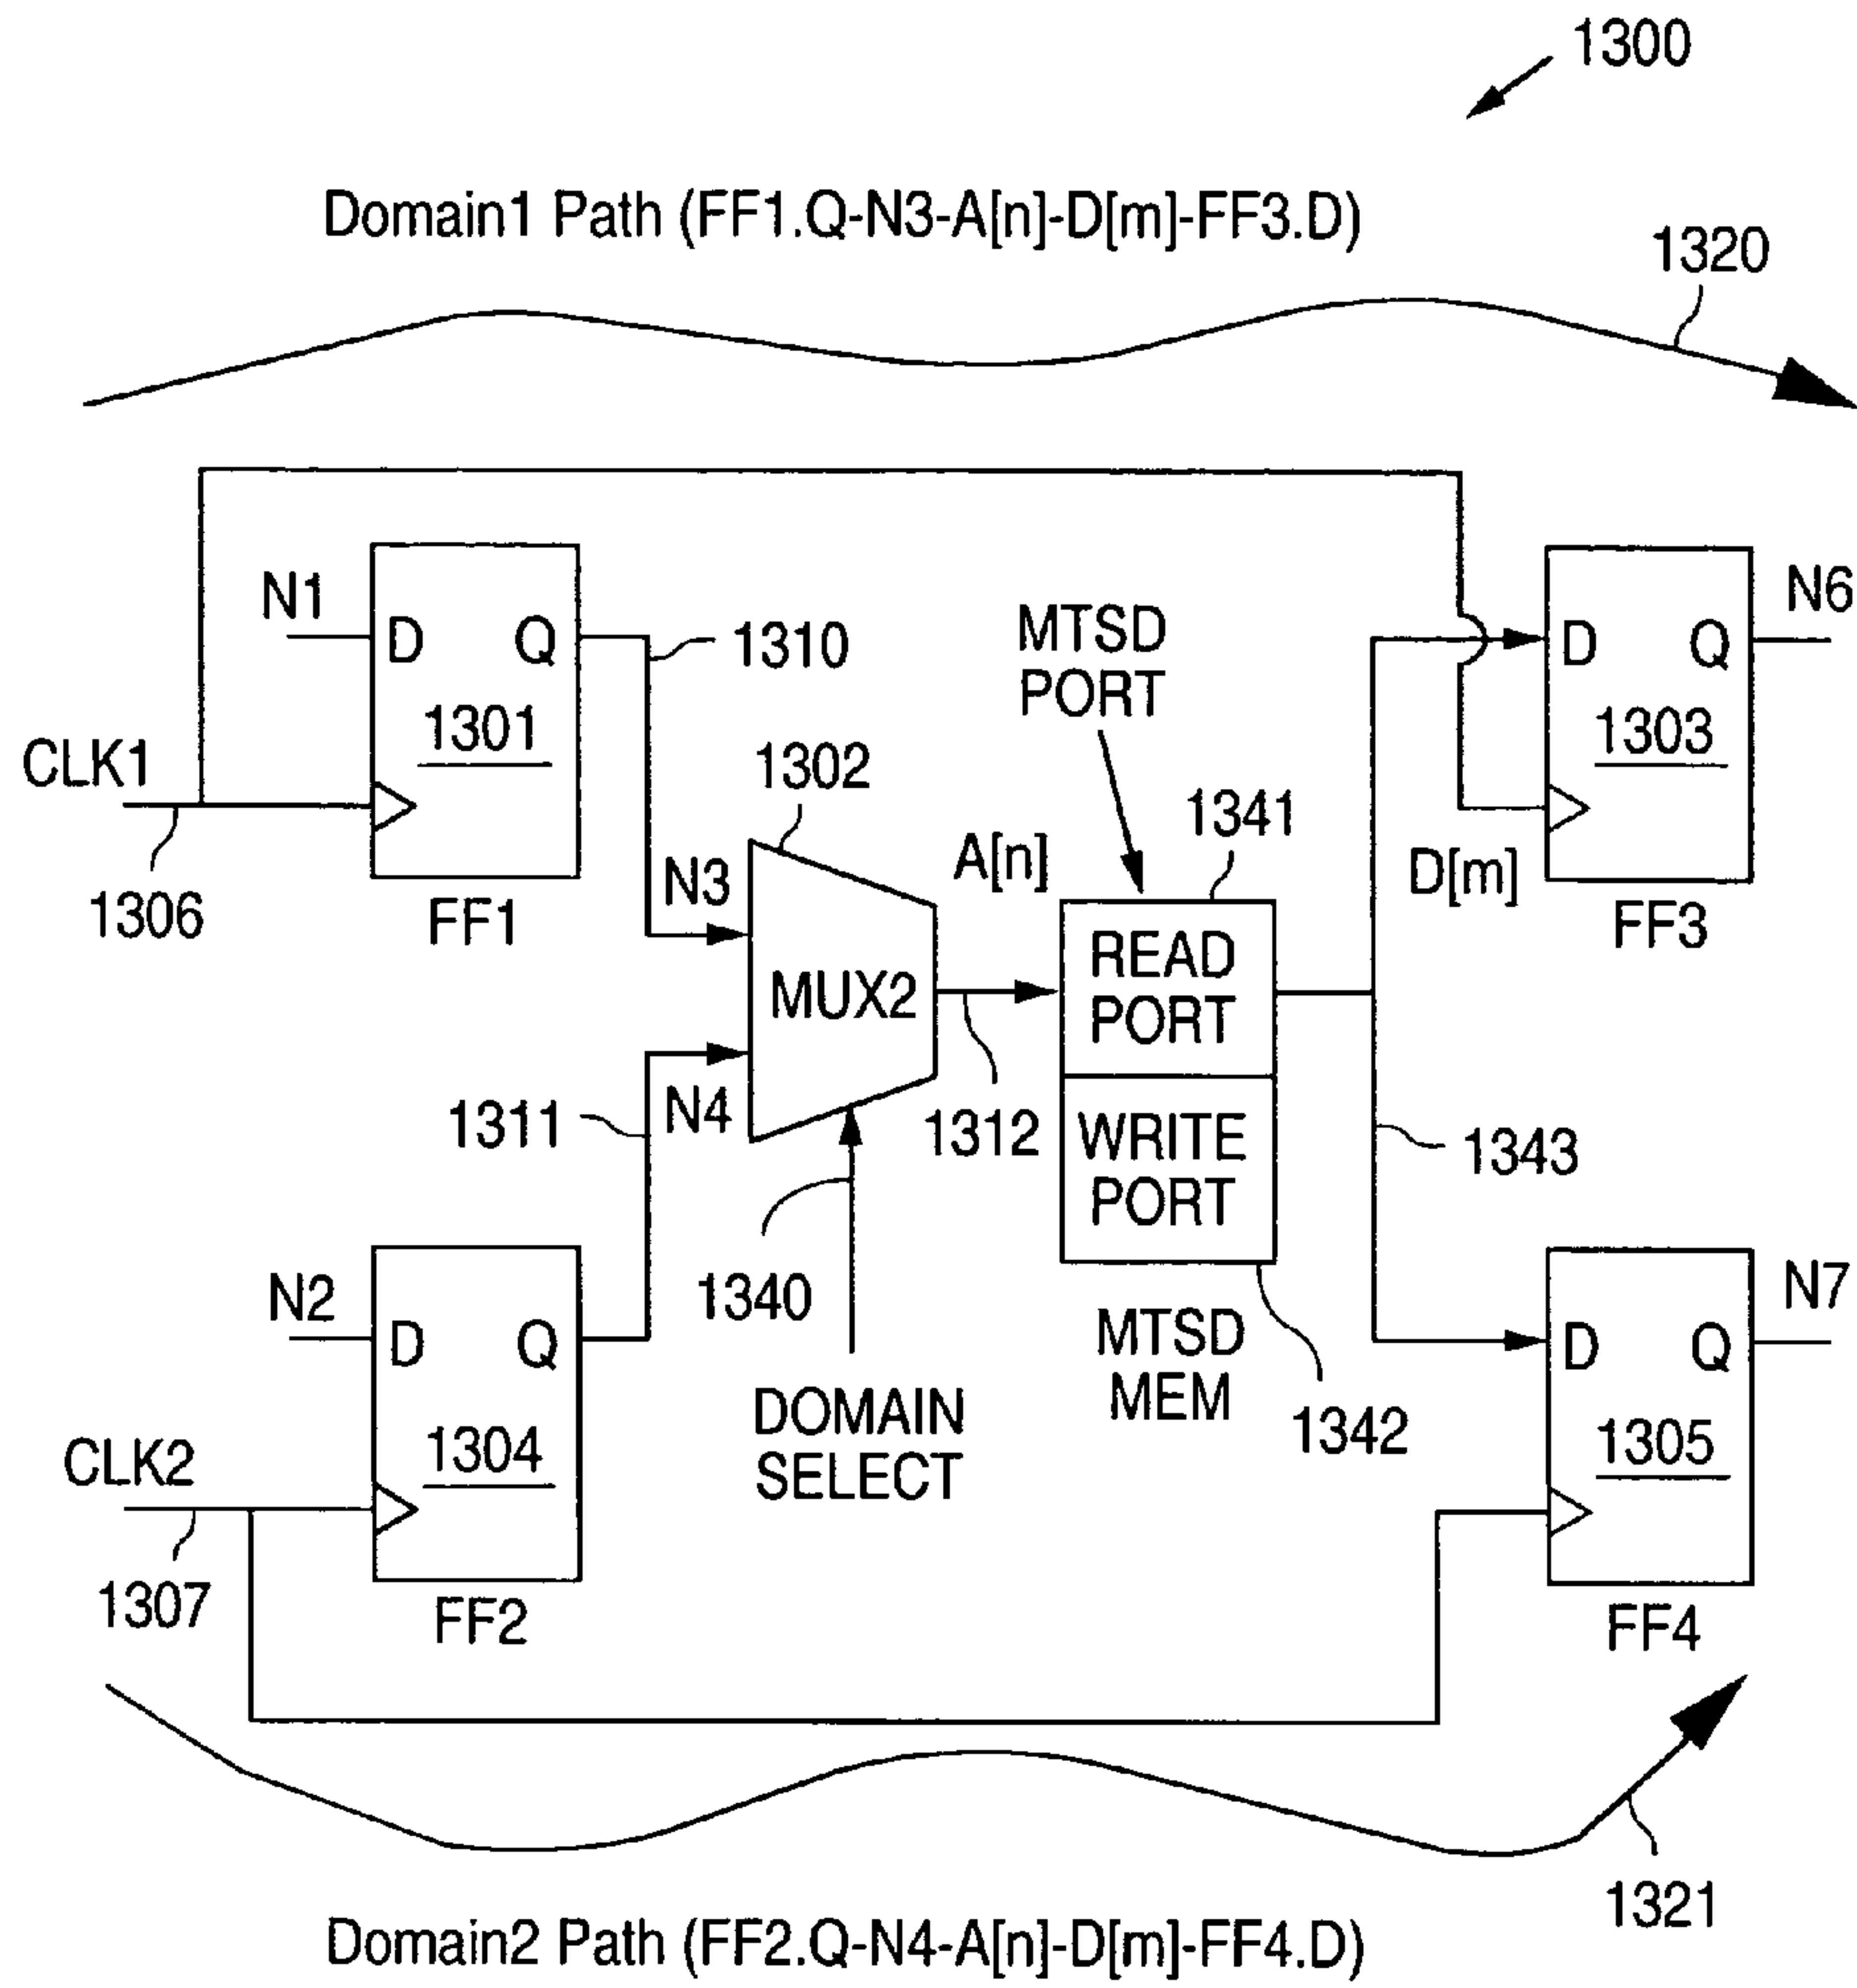 1300
Domain1 Path (FF1.Q-N3-A[n]-D[m]-FF3.D)
1320
N1
D
Q
1310
1301
CLK1
1306
FF1
MTSD
PORT
N6
D
Q
1303
1302
1341
A[n]
D[m]
FF3
N3
MUX2
READ
PORT
1311
N4
1312
WRITE
PORT
1343
N2
D
Q
1340
1304
CLK2
1307
FF2
DOMAIN
SELECT
MTSD
MEM
1342
N7
D
Q
1305
FF4
1321
Domain2 Path (FF2.Q-N4-A[n]-D[m]-FF4.D)